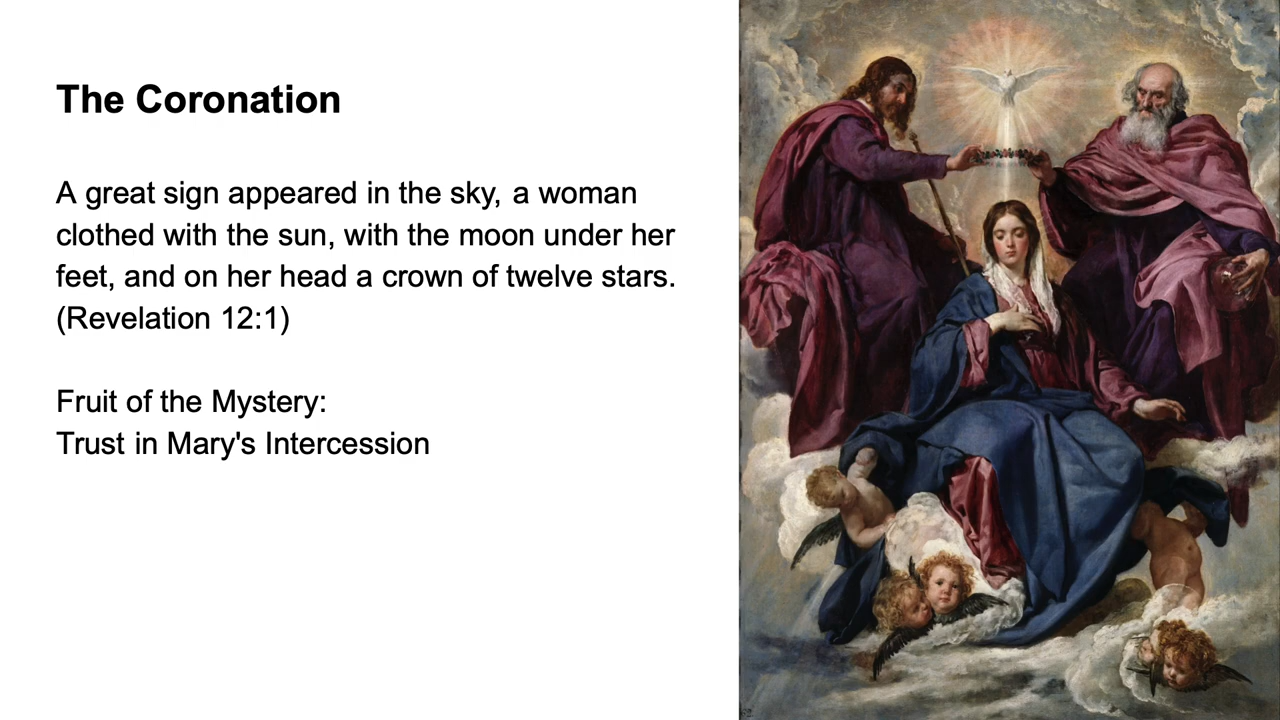 The Coronation
A great sign appeared in the sky, a woman
clothed with the sun, with the moon under her
feet, and on her head a crown of twelve stars.
(Revelation 12:1)
Fruit of the Mystery:
Trust in Mary's Intercession